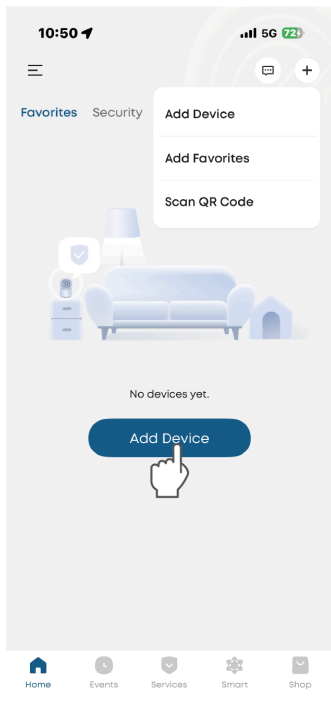 10:50
5G 72
Favorites Security
Add Device
Add Favorites
Scan QR Code
No devices yet.
Add Device
Home Events Services Smart Shop